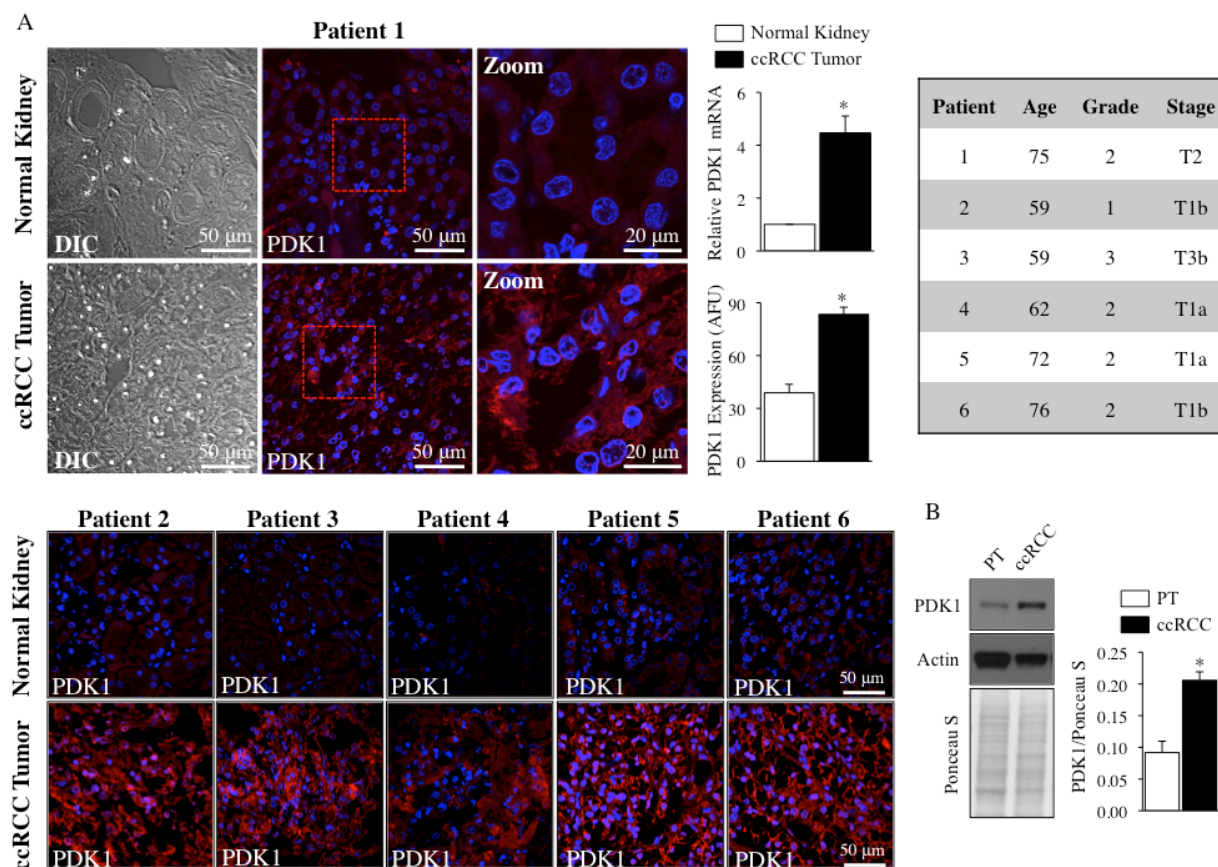 A
Patient 1
Normal Kidney
ccRCC Tumor
Normal Kidney
DIC
50 μm
PDK1
50 μm
Zoom
20 μm
ccRCC Tumor
DIC
50 μm
PDK1
50 μm
Zoom
20 μm
Relative PDK1 mRNA
6
4
2
0
*
PDK1 Expression (AFU)
90
60
30
0
*
Patient Age Grade Stage
1 75 2 T2
2 59 1 T1b
3 59 3 T3b
4 62 2 T1a
5 72 2 T1a
6 76 2 T1b
Patient 2 Patient 3 Patient 4 Patient 5 Patient 6
Normal Kidney
PDK1 PDK1 PDK1 PDK1 PDK1 50 μm
ccRCC Tumor
PDK1 PDK1 PDK1 PDK1 PDK1 50 μm
B
PT ccRCC
PDK1
Actin
Ponceau S
PT
ccRCC
PDK1/Ponceau S
0.25
0.20
0.15
0.10
0.05
0.00
*